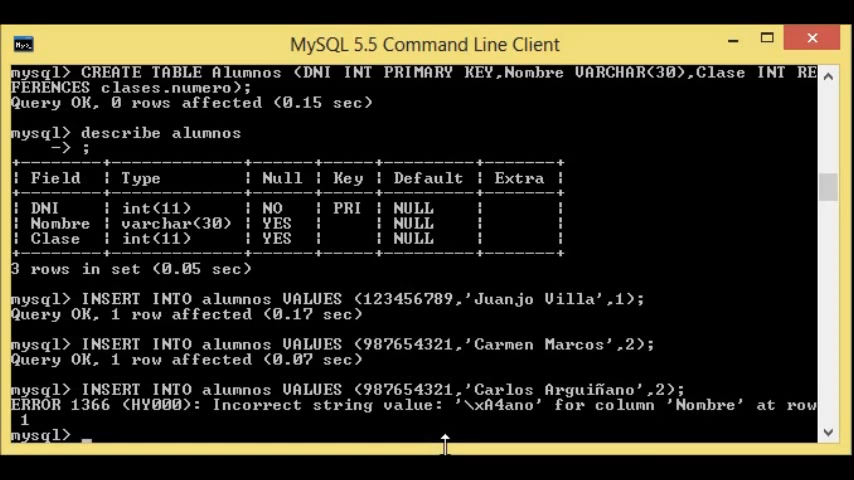 MySQL 5.5 Command Line Client
mysql> CREATE TABLE Alumnos (DNI INT PRIMARY KEY,Nombre VARCHAR(30),Clase INT RE
FERENCES clases.numero);
Query OK, 0 rows affected (0.15 sec)
mysql> describe alumnos
-> ;
+--------+-------------+------+-----+---------+-------+
| Field | Type | Null | Key | Default | Extra |
+--------+-------------+------+-----+---------+-------+
| DNI | int(11) | NO | PRI | NULL | |
| Nombre | varchar(30) | YES | | NULL | |
| Clase | int(11) | YES | | NULL | |
+--------+-------------+------+-----+---------+-------+
3 rows in set (0.05 sec)
mysql> INSERT INTO alumnos VALUES (123456789,'Juanjo Villa',1);
Query OK, 1 row affected (0.17 sec)
mysql> INSERT INTO alumnos VALUES (987654321,'Carmen Marcos',2);
Query OK, 1 row affected (0.07 sec)
mysql> INSERT INTO alumnos VALUES (987654321,'Carlos Arguiñano',2);
ERROR 1366 (HY000): Incorrect string value: '\xA4ano' for column 'Nombre' at row
1
mysql> _